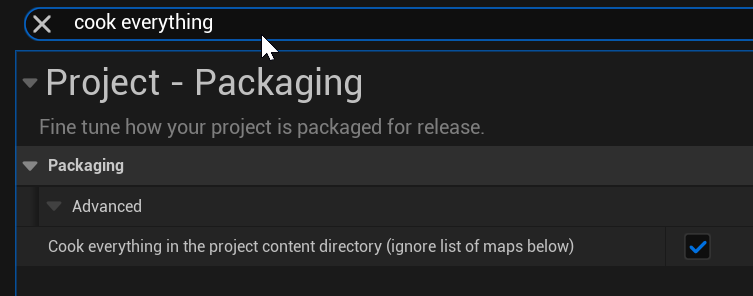 cook everything
Project - Packaging
Fine tune how your project is packaged for release.
Packaging
Advanced
Cook everything in the project content directory (ignore list of maps below)